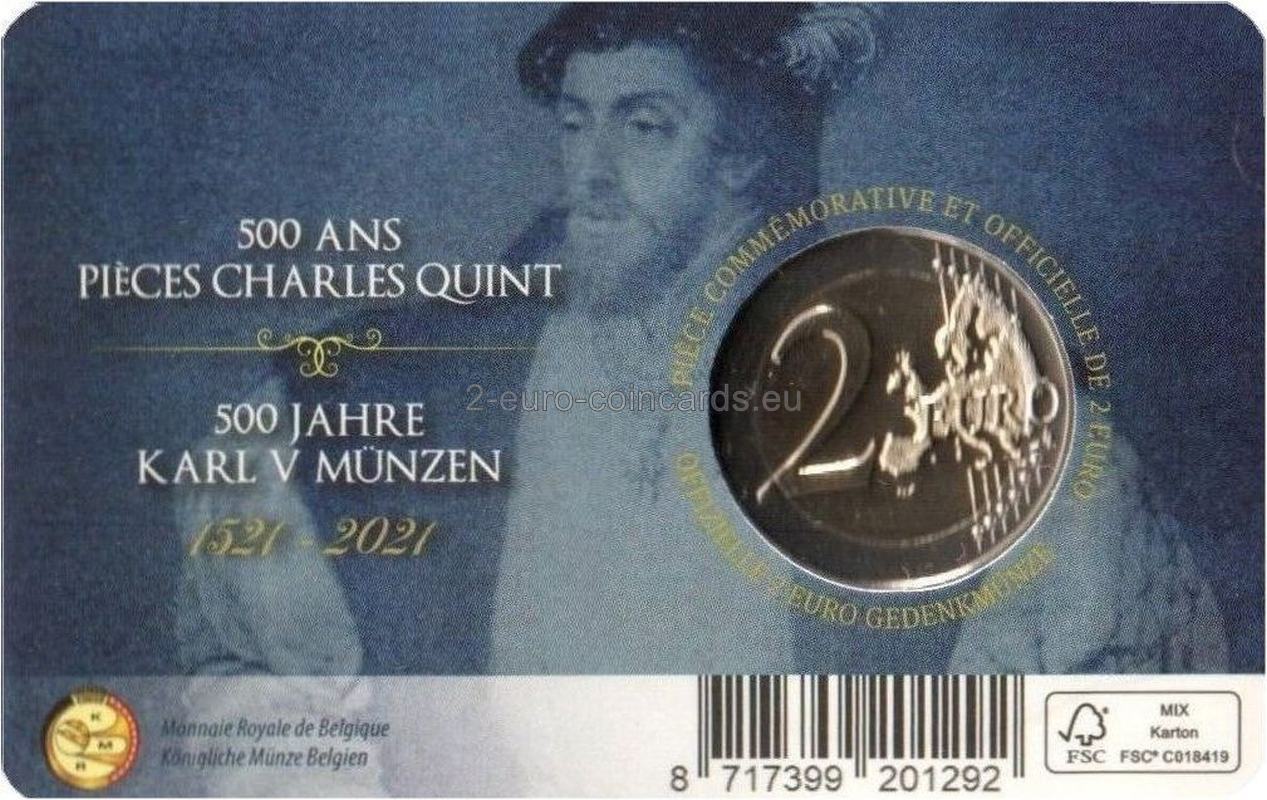 500 ANS
PIÈCES CHARLES QUINT
500 JAHRE
KARL V MÜNZEN
1521 - 2021
PIÈCE COMMÉMORATIVE ET OFFICIELLE DE 2 EURO
OFFIZIELLE 2 EURO GEDENKMÜNZE
2 EURO
2-euro-coincards.eu
Monnaie Royale de Belgique
Königliche Münze Belgien
K M B
8 717399 201292
FSC
MIX
Karton
FSC® C018419